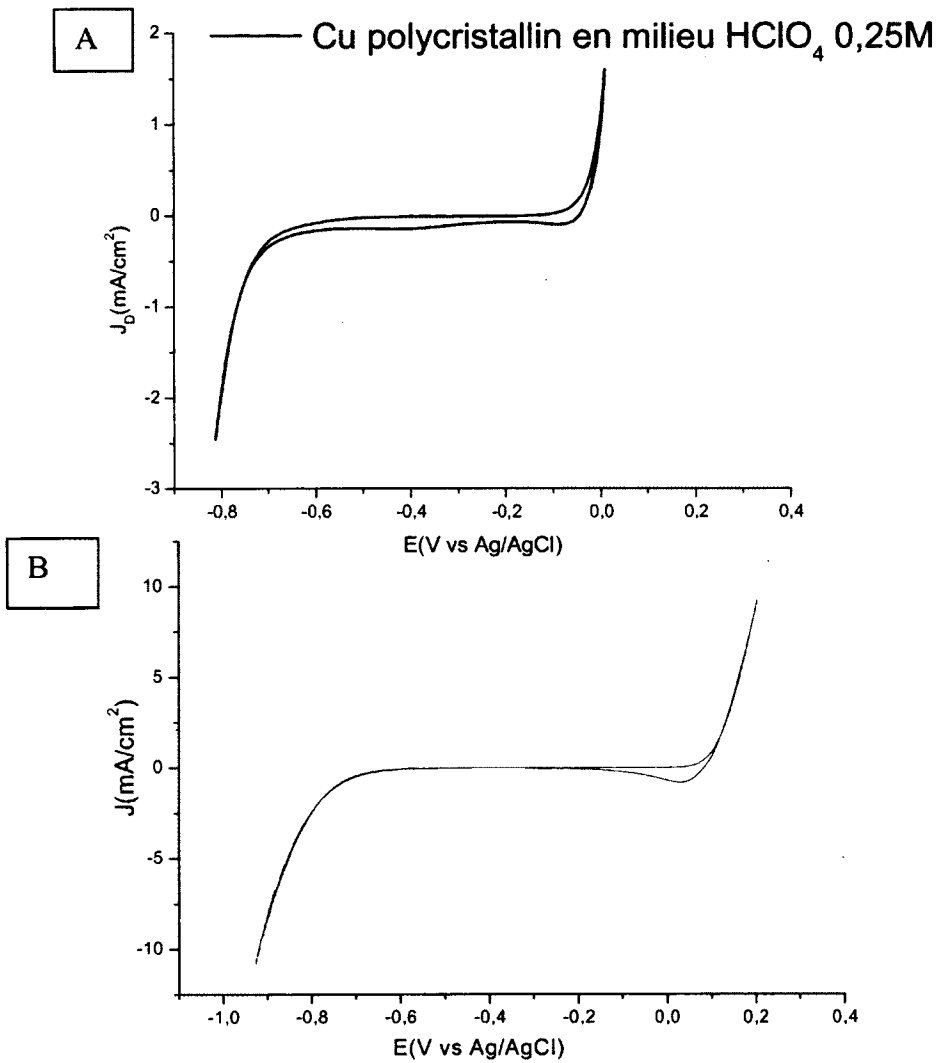 A
Cu polycristallin en milieu HClO4 0,25M
2
1
0
-1
-2
-3
JD(mA/cm2)
-0,8 -0,6 -0,4 -0,2 0,0 0,2 0,4
E(V vs Ag/AgCl)
B
10
5
0
-5
-10
J(mA/cm2)
-1,0 -0,8 -0,6 -0,4 -0,2 0,0 0,2 0,4
E(V vs Ag/AgCl)